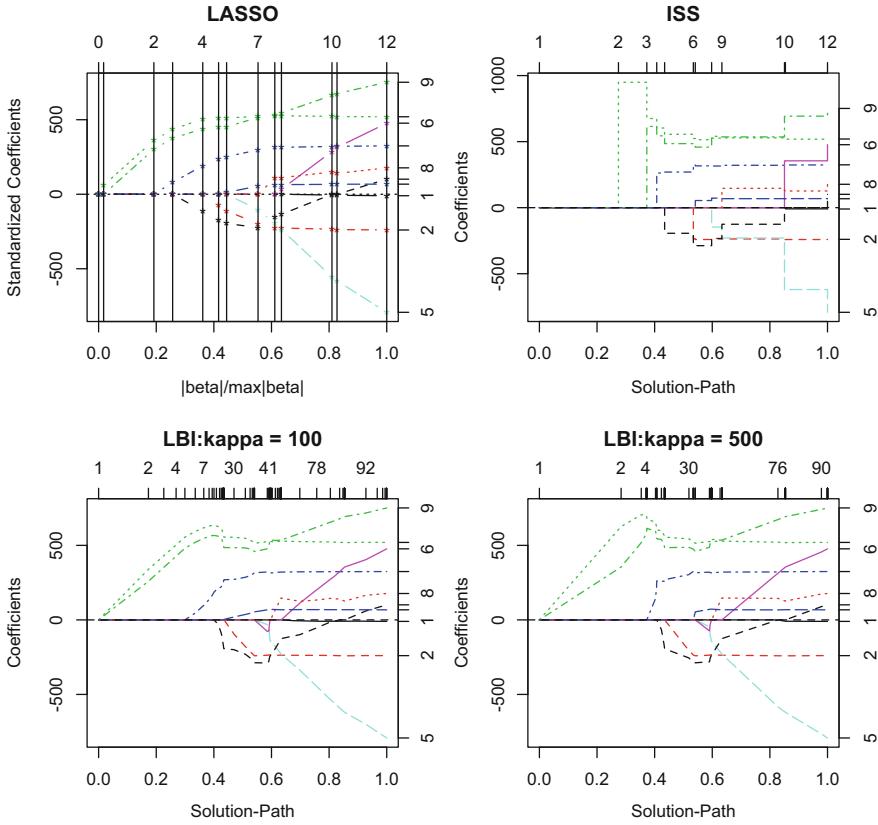 LASSO
0 2 4 7 10 12
Standardized Coefficients
500
0
-500
9
6
8
1
2
5
0.0 0.2 0.4 0.6 0.8 1.0
|beta|/max|beta|
ISS
1 2 3 6 9 10 12
Coefficients
1000
500
0
-500
9
6
8
1
2
5
0.0 0.2 0.4 0.6 0.8 1.0
Solution-Path
LBI:kappa = 100
1 2 4 7 30 41 78 92
Coefficients
500
0
-500
9
6
8
1
2
5
0.0 0.2 0.4 0.6 0.8 1.0
Solution-Path
LBI:kappa = 500
1 2 4 30 76 90
Coefficients
500
0
-500
9
6
8
1
2
5
0.0 0.2 0.4 0.6 0.8 1.0
Solution-Path